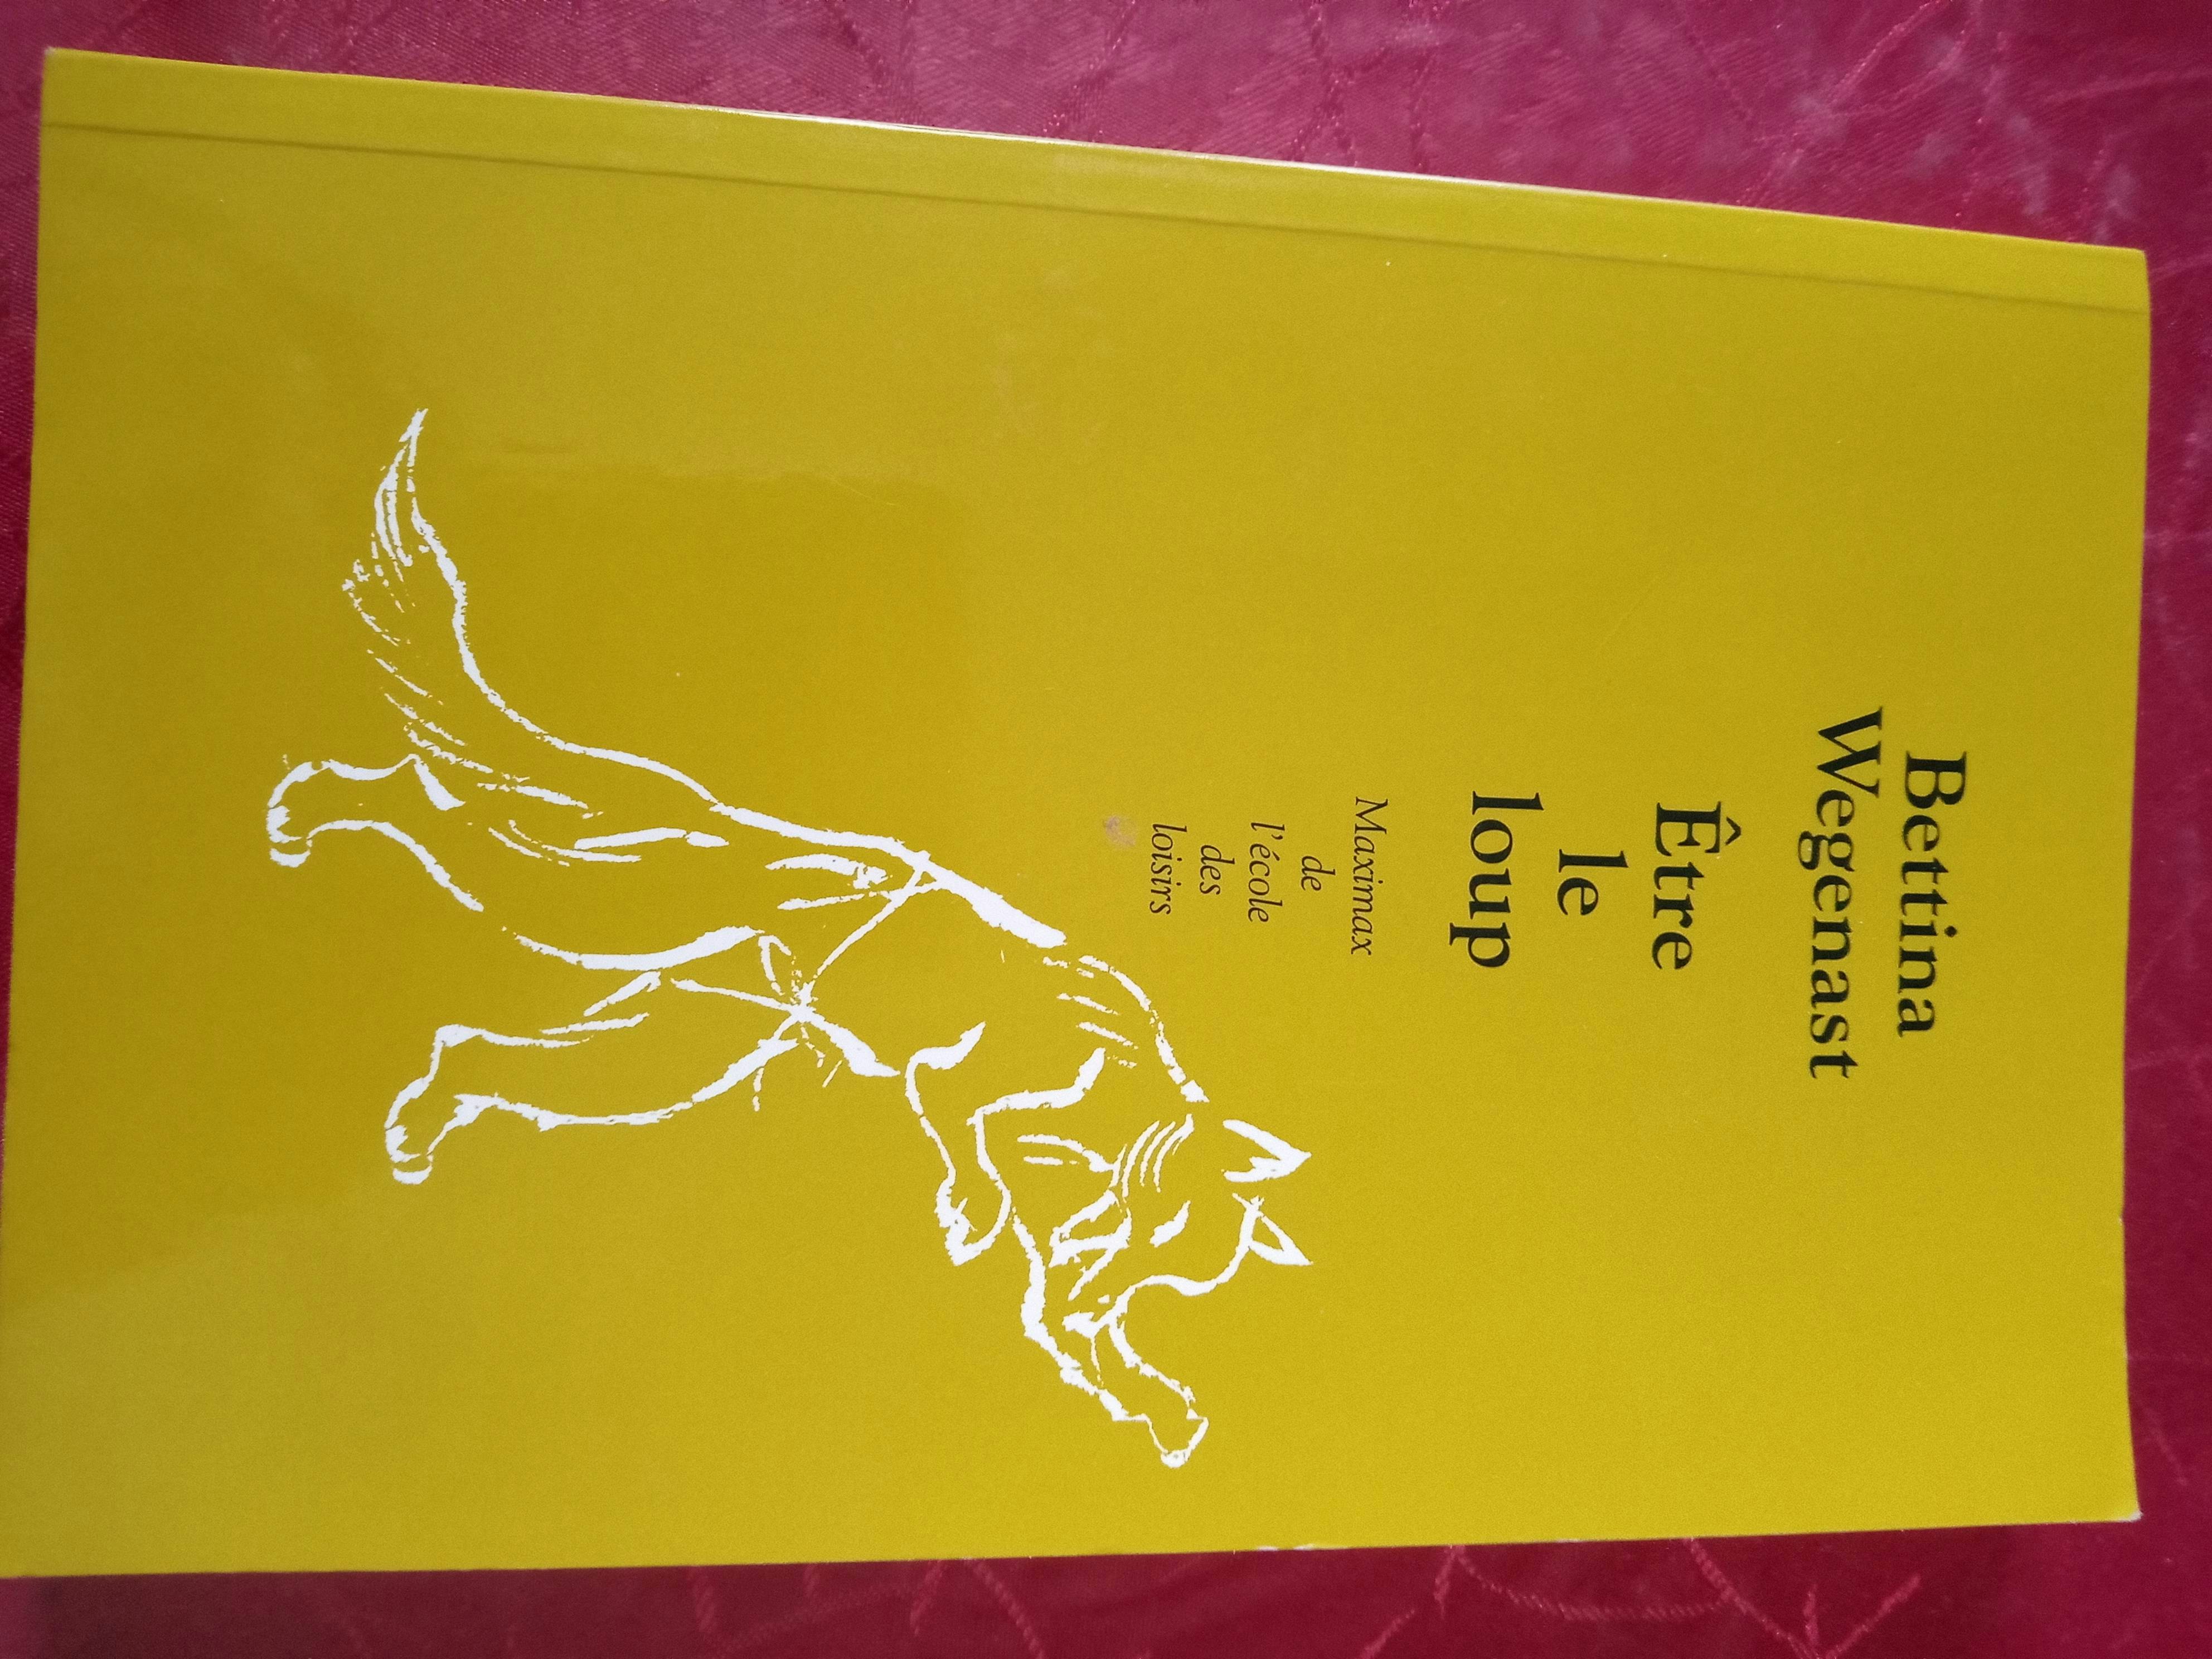 Bettina
Wegenast
Être
le
loup
Maximax
de
l'école
des
loisirs